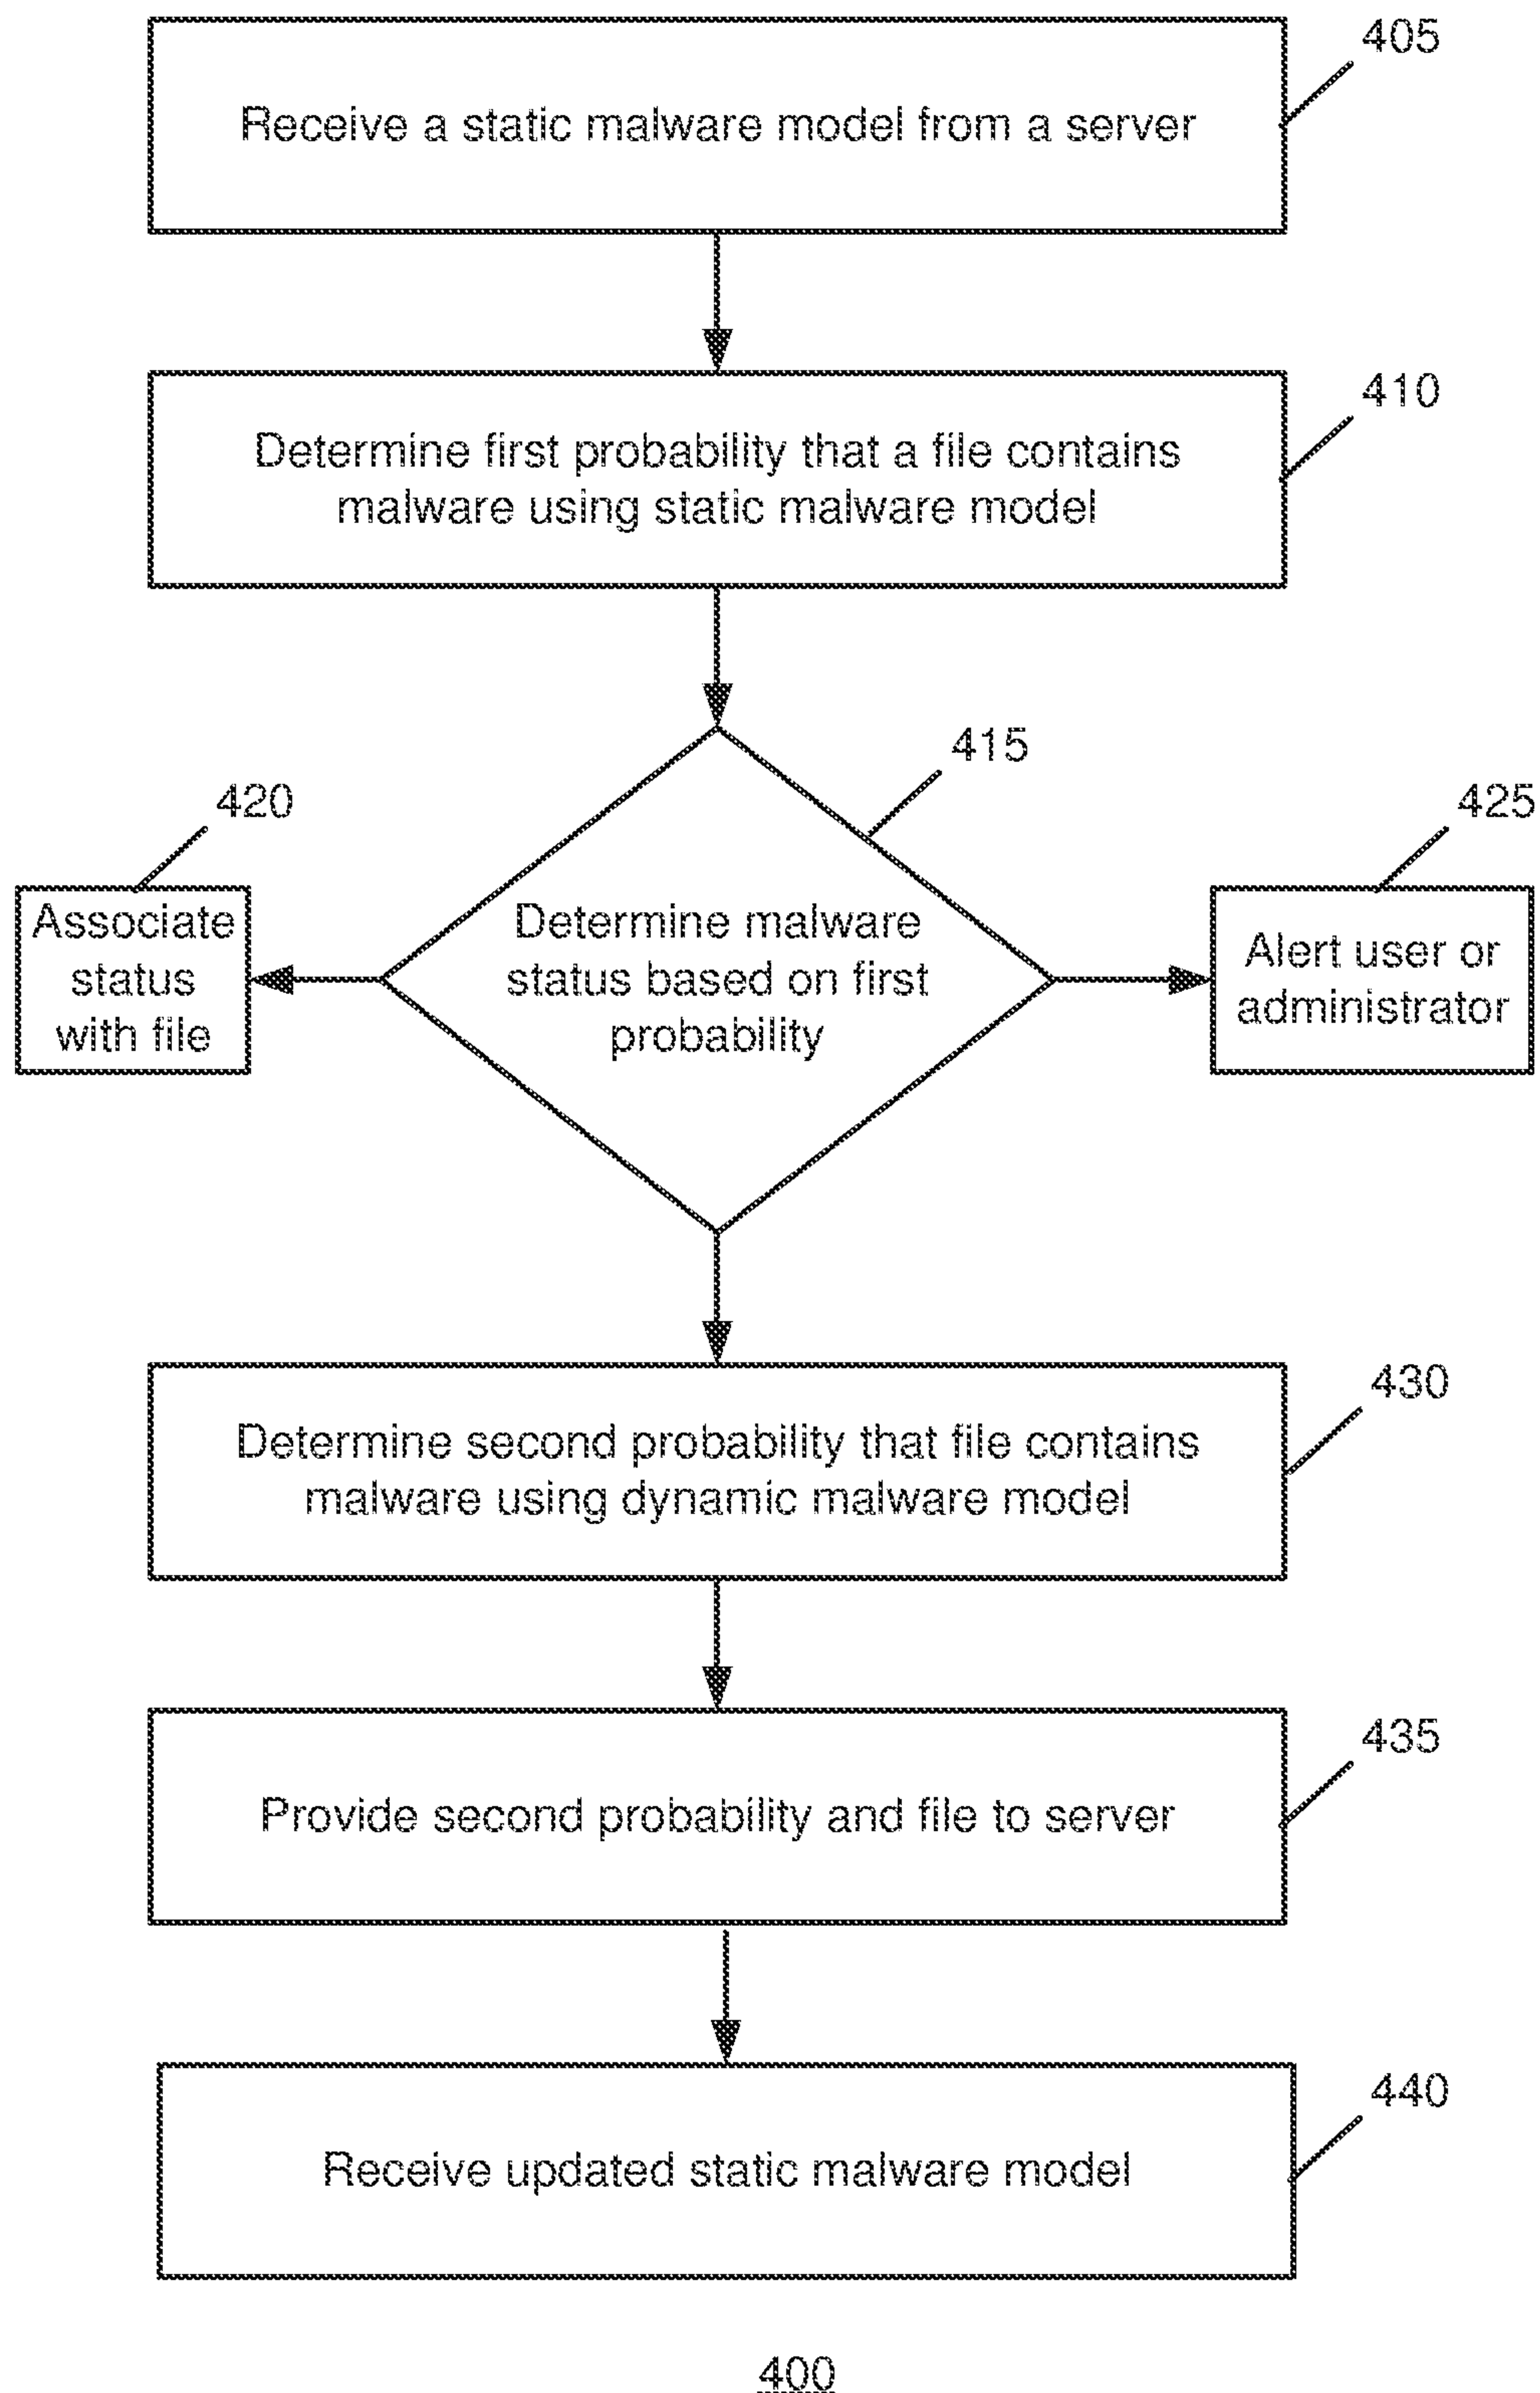 405
Receive a static malware model from a server
410
Determine first probability that a file contains
malware using static malware model
415
420
425
Associate
status
with file
Determine malware
status based on first
probability
Alert user or
administrator
430
Determine second probability that file contains
malware using dynamic malware model
435
Provide second probability and file to server
440
Receive updated static malware model
400